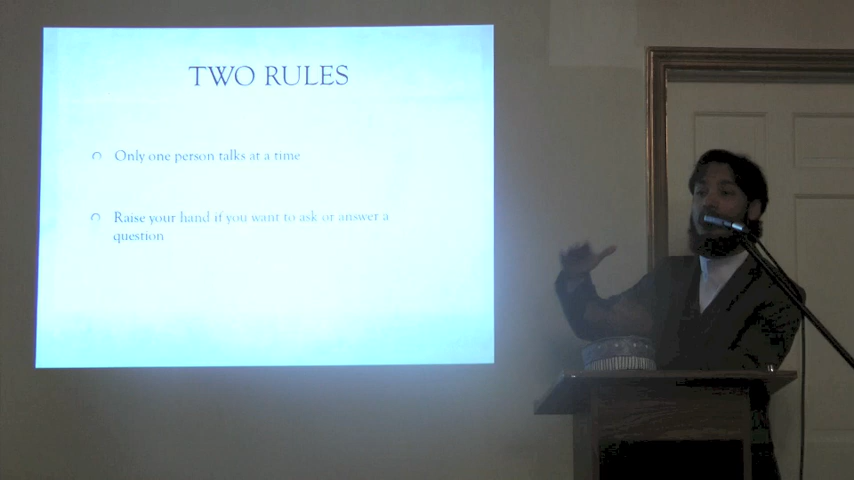 TWO RULES
Only one person talks at a time
Raise your hand if you want to ask or answer a
question